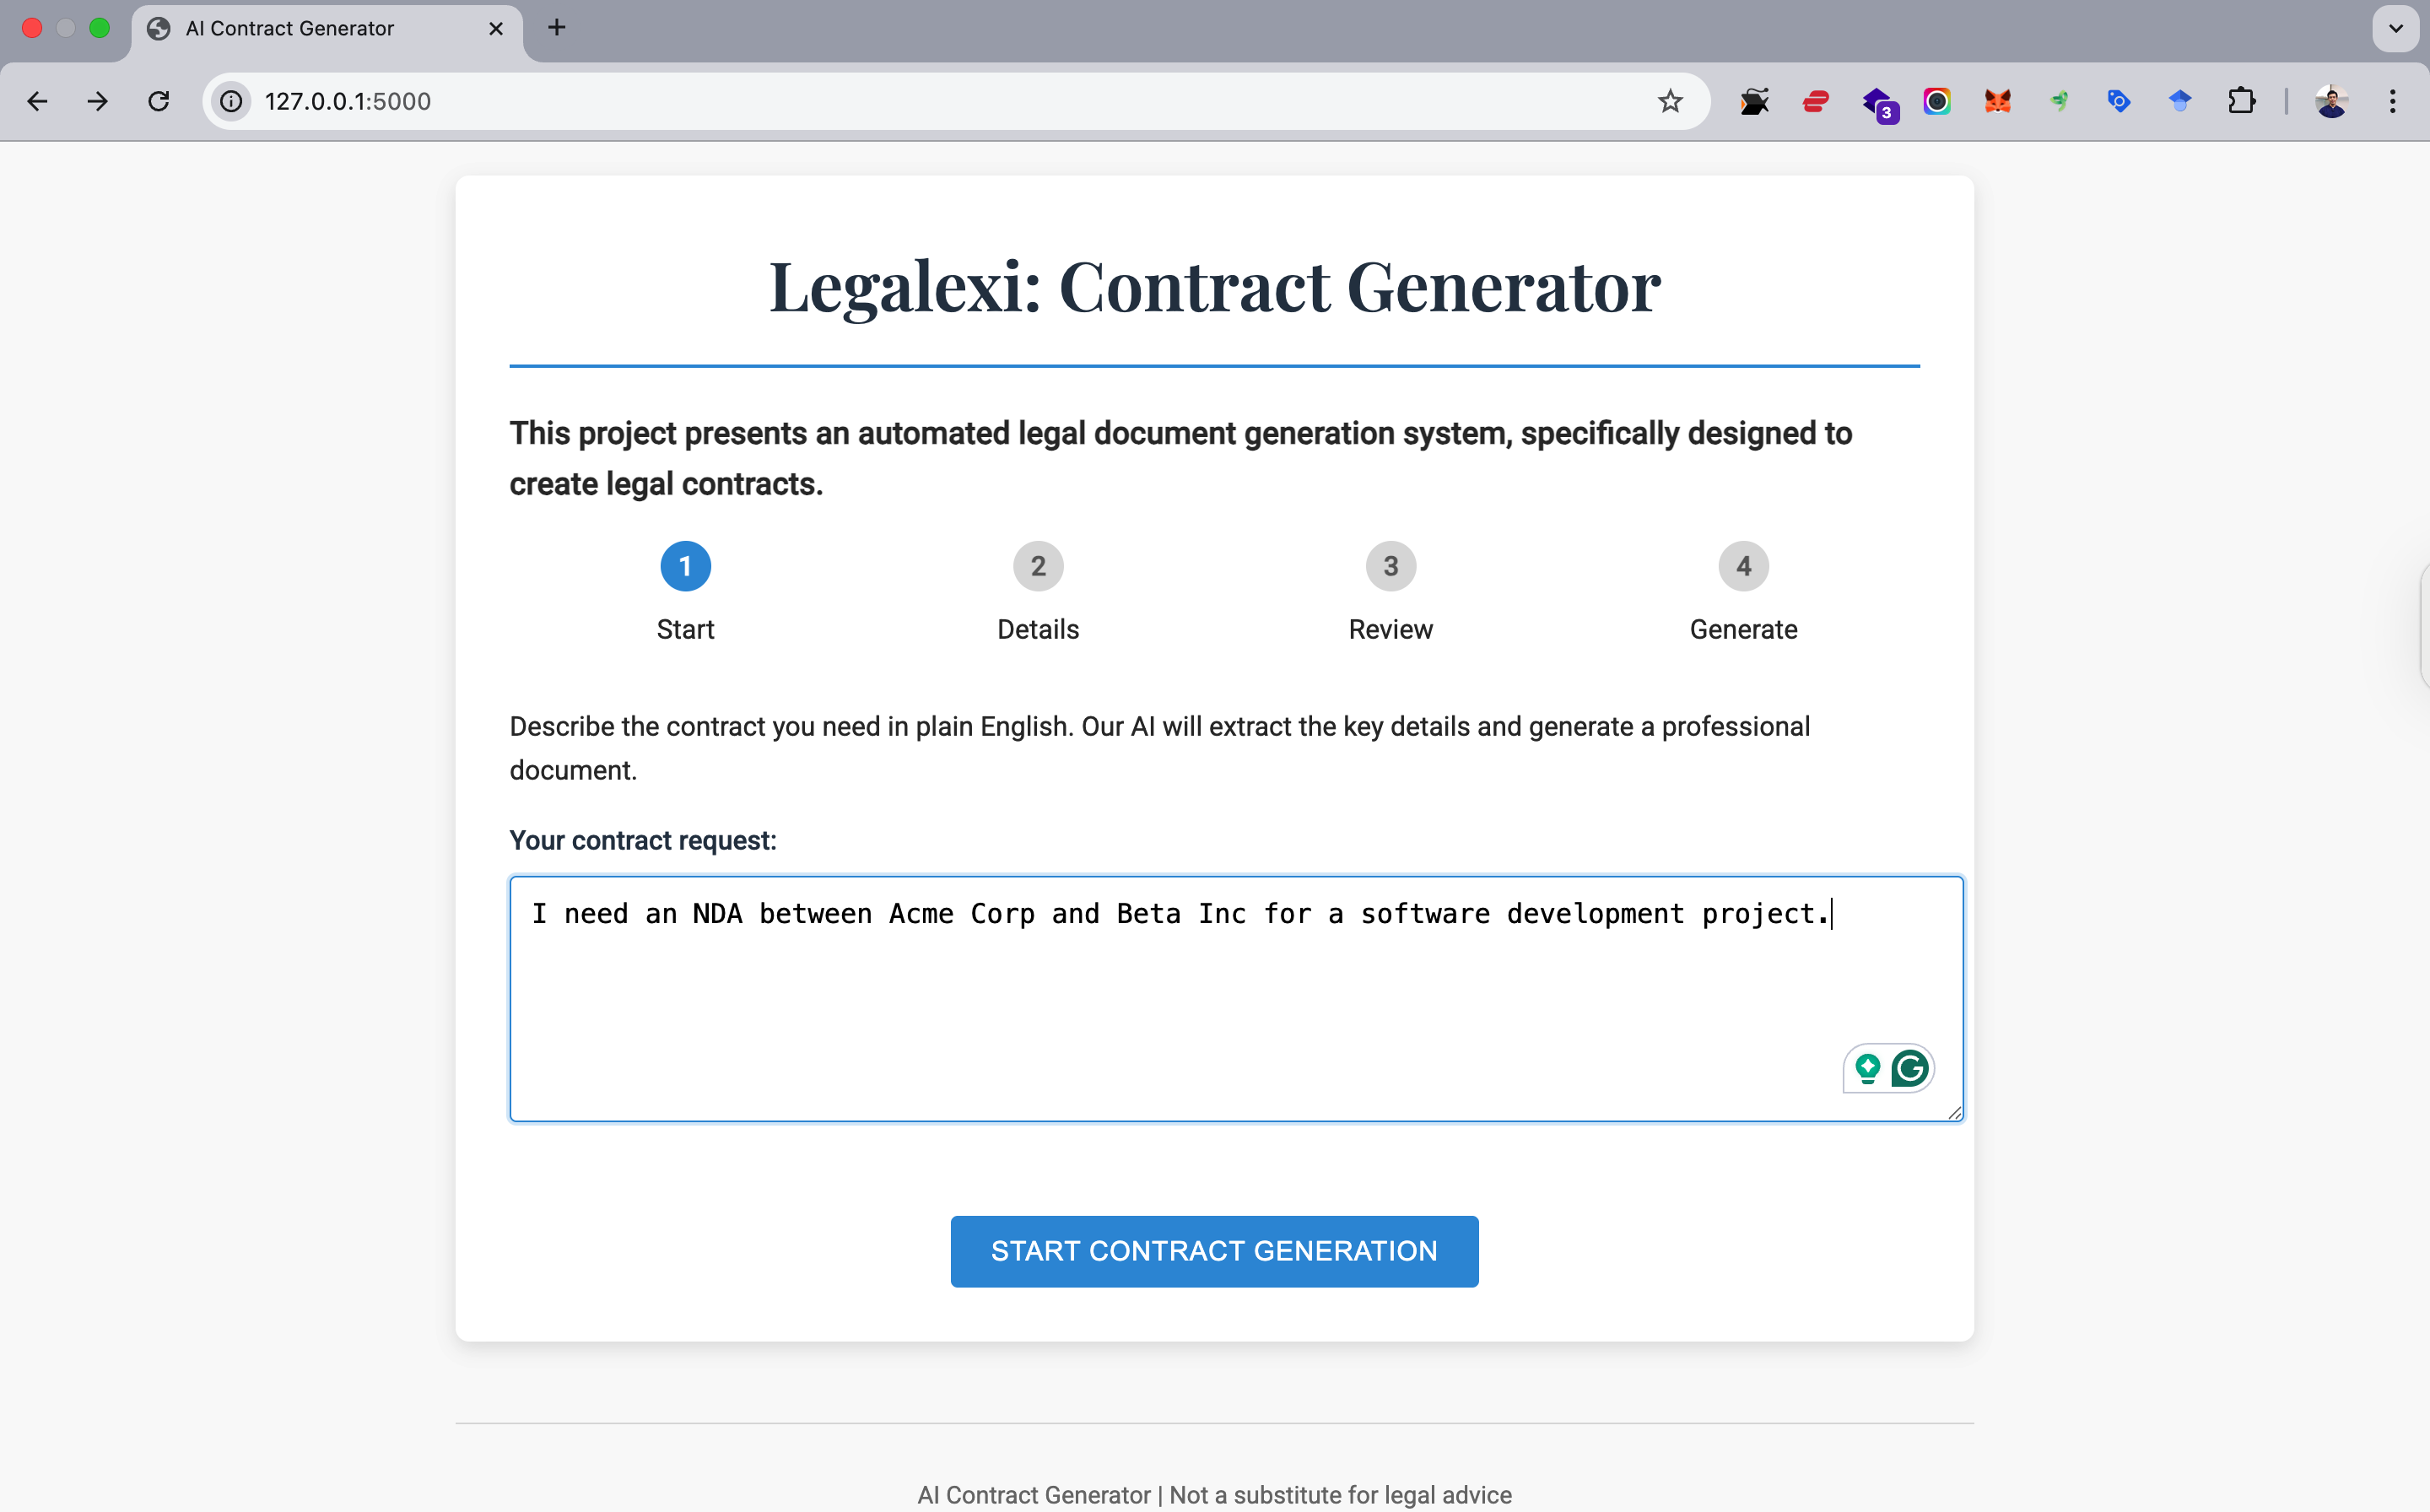 AI Contract Generator
127.0.0.1:5000
3
Legalexi: Contract Generator
This project presents an automated legal document generation system, specifically designed to
create legal contracts.
1
2
3
4
Start
Details
Review
Generate
Describe the contract you need in plain English. Our AI will extract the key details and generate a professional
document.
Your contract request:
I need an NDA between Acme Corp and Beta Inc for a software development project.
START CONTRACT GENERATION
AI Contract Generator | Not a substitute for legal advice